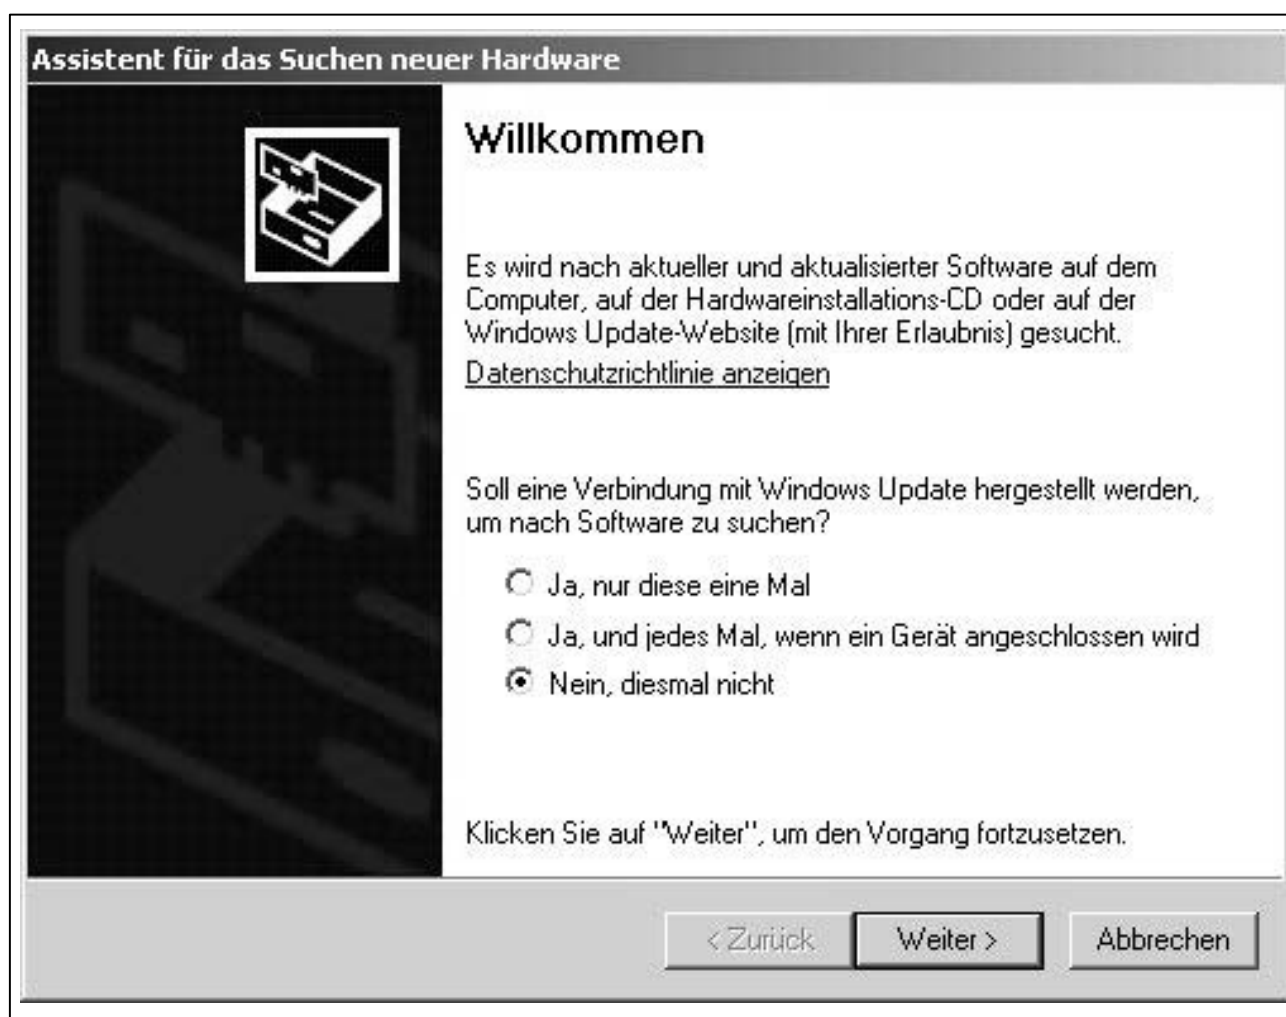 Assistent für das Suchen neuer Hardware
Willkommen
Es wird nach aktueller und aktualisierter Software auf dem
Computer, auf der Hardwareinstallations-CD oder auf der
Windows Update-Website (mit Ihrer Erlaubnis) gesucht.
Datenschutzrichtlinie anzeigen
Soll eine Verbindung mit Windows Update hergestellt werden,
um nach Software zu suchen?
Ja, nur diese eine Mal
Ja, und jedes Mal, wenn ein Gerät angeschlossen wird
Nein, diesmal nicht
Klicken Sie auf "Weiter", um den Vorgang fortzusetzen.
< Zurück
Weiter >
Abbrechen